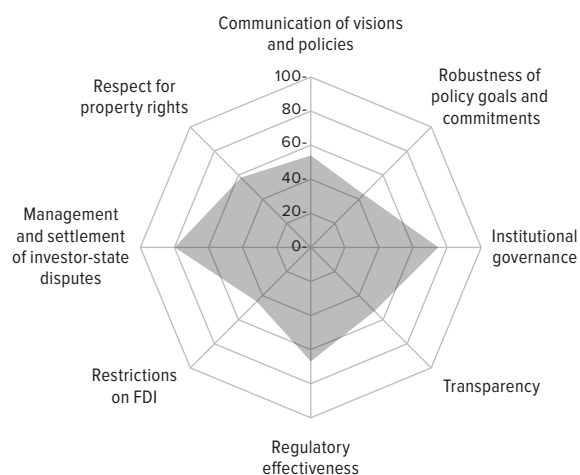 Communication of visions
and policies
Robustness of
policy goals and
commitments
Institutional
governance
Transparency
Regulatory
effectiveness
Restrictions
on FDI
Management
and settlement
of investor-state
disputes
Respect for
property rights
100-
80-
60-
40-
20-
0-